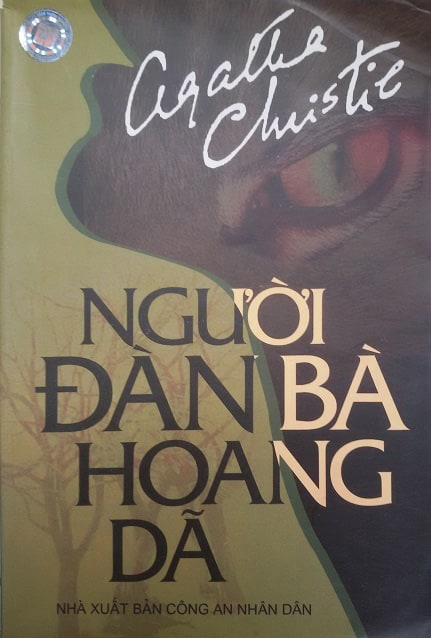 Agatha
Christie
NGƯỜI
ĐÀN BÀ
HOANG
DÃ
NHÀ XUẤT BẢN CÔNG AN NHÂN DÂN